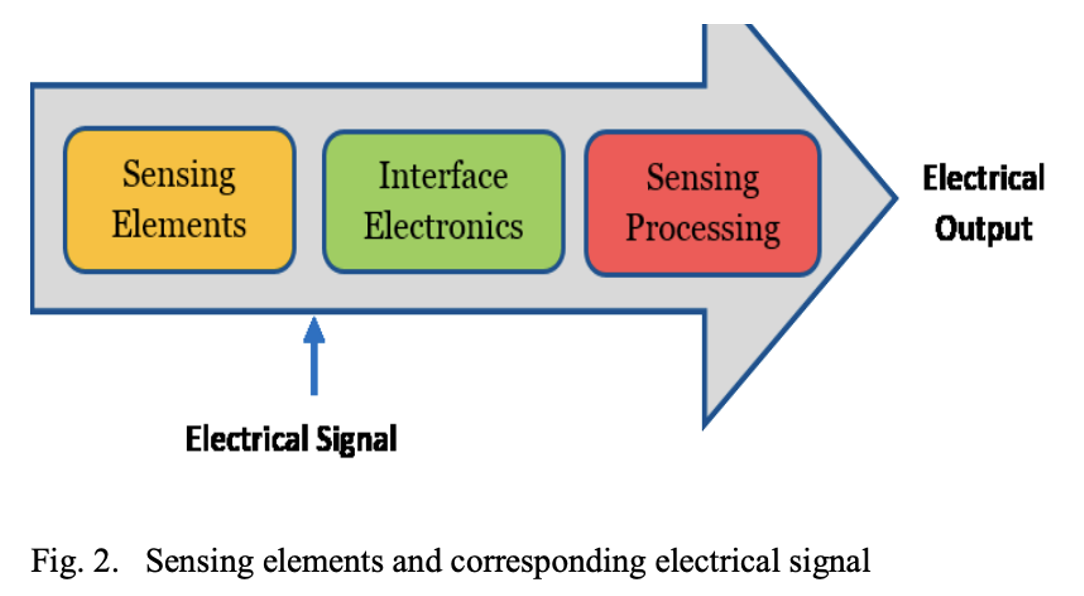 Sensing
Elements
Interface
Electronics
Sensing
Processing
Electrical
Output
Electrical Signal
Fig. 2. Sensing elements and corresponding electrical signal